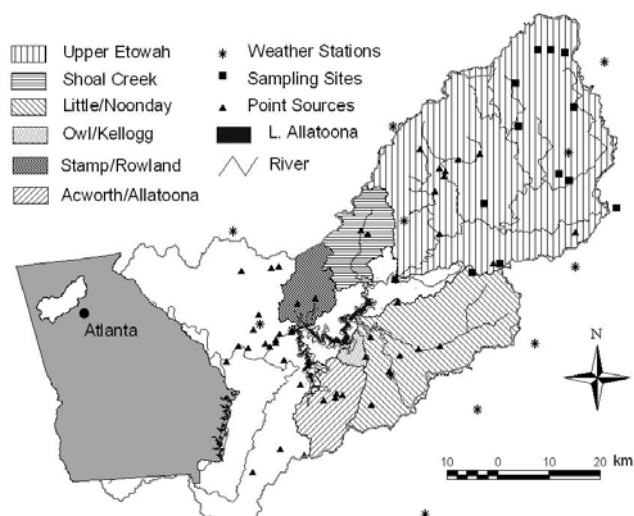 Upper Etowah
Shoal Creek
Little/Noonday
Owl/Kellogg
Stamp/Rowland
Acworth/Allatoona
Weather Stations
Sampling Sites
Point Sources
L. Allatoona
River
Atlanta
N
10 0 10 20 km